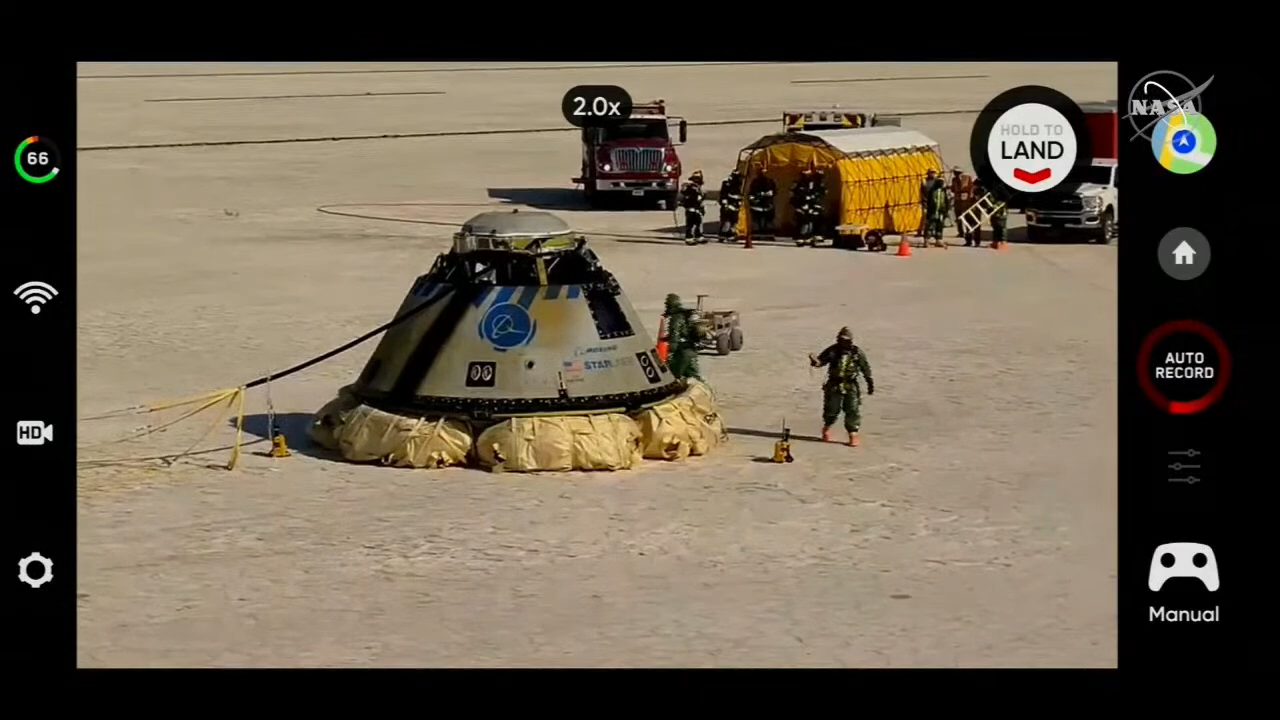 2.0x
HOLD TO
LAND
NASA
66
AUTO
RECORD
HD
Manual
BOEING
STARLINER